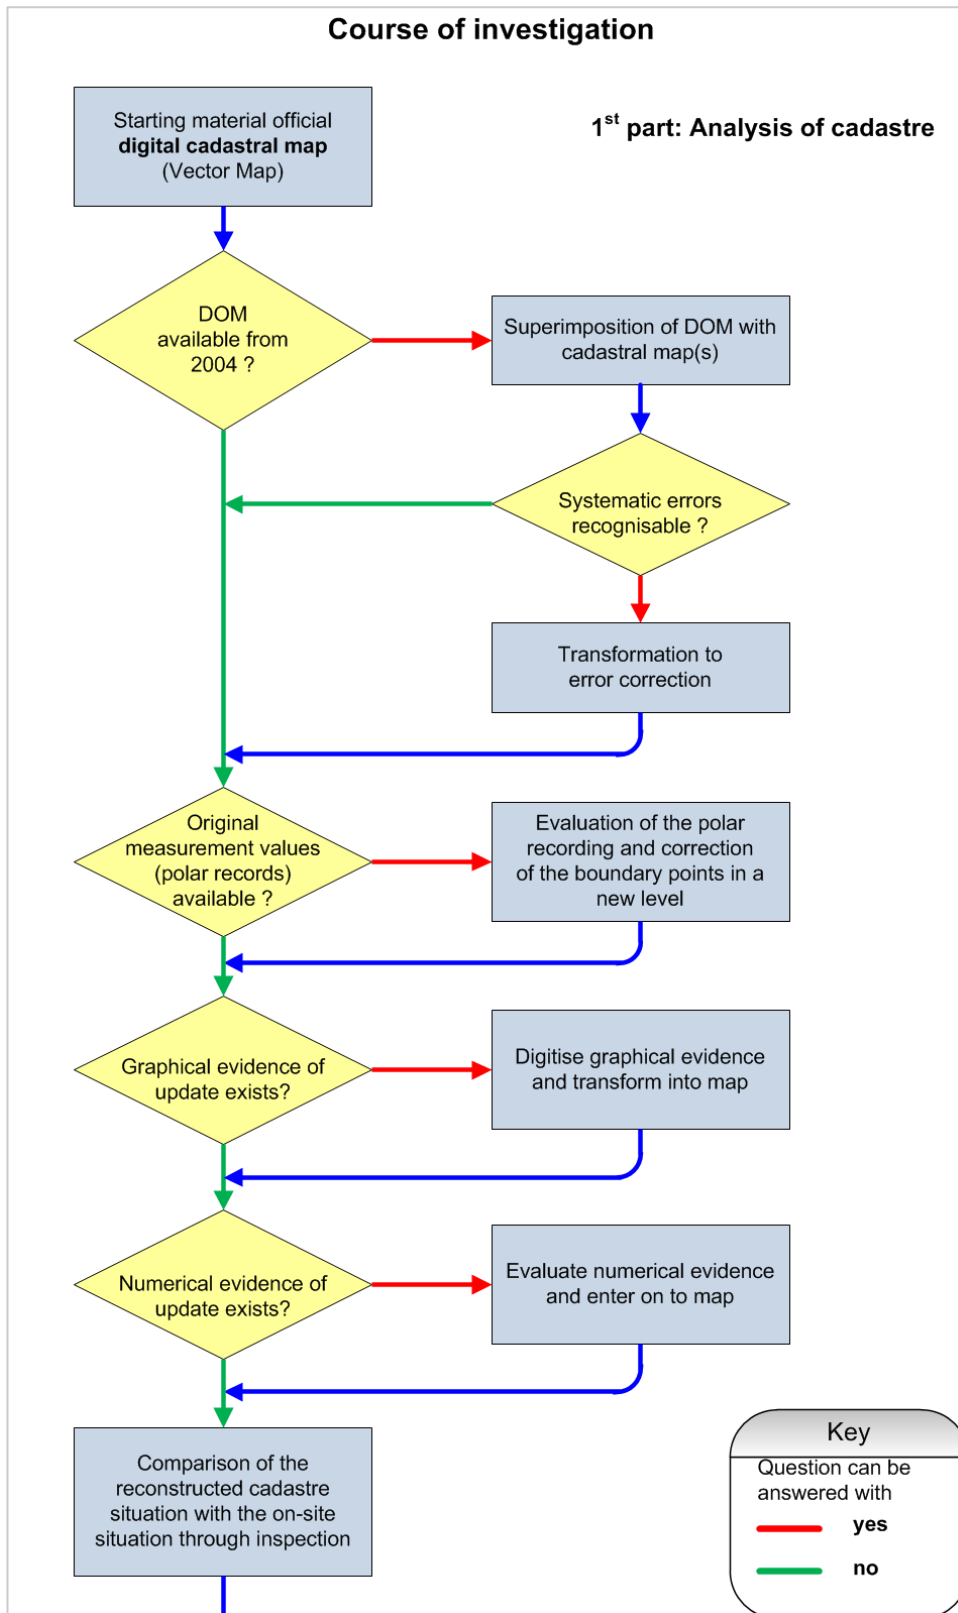 Course of investigation
1st part: Analysis of cadastre
Starting material official
digital cadastral map
(Vector Map)
DOM
available from
2004 ?
Superimposition of DOM with
cadastral map(s)
Systematic errors
recognisable ?
Transformation to
error correction
Original
measurement values
(polar records)
available ?
Evaluation of the polar
recording and correction
of the boundary points in a
new level
Graphical evidence of
update exists?
Digitise graphical evidence
and transform into map
Numerical evidence of
update exists?
Evaluate numerical evidence
and enter on to map
Comparison of the
reconstructed cadastre
situation with the on-site
situation through inspection
Key
Question can be
answered with
yes
no